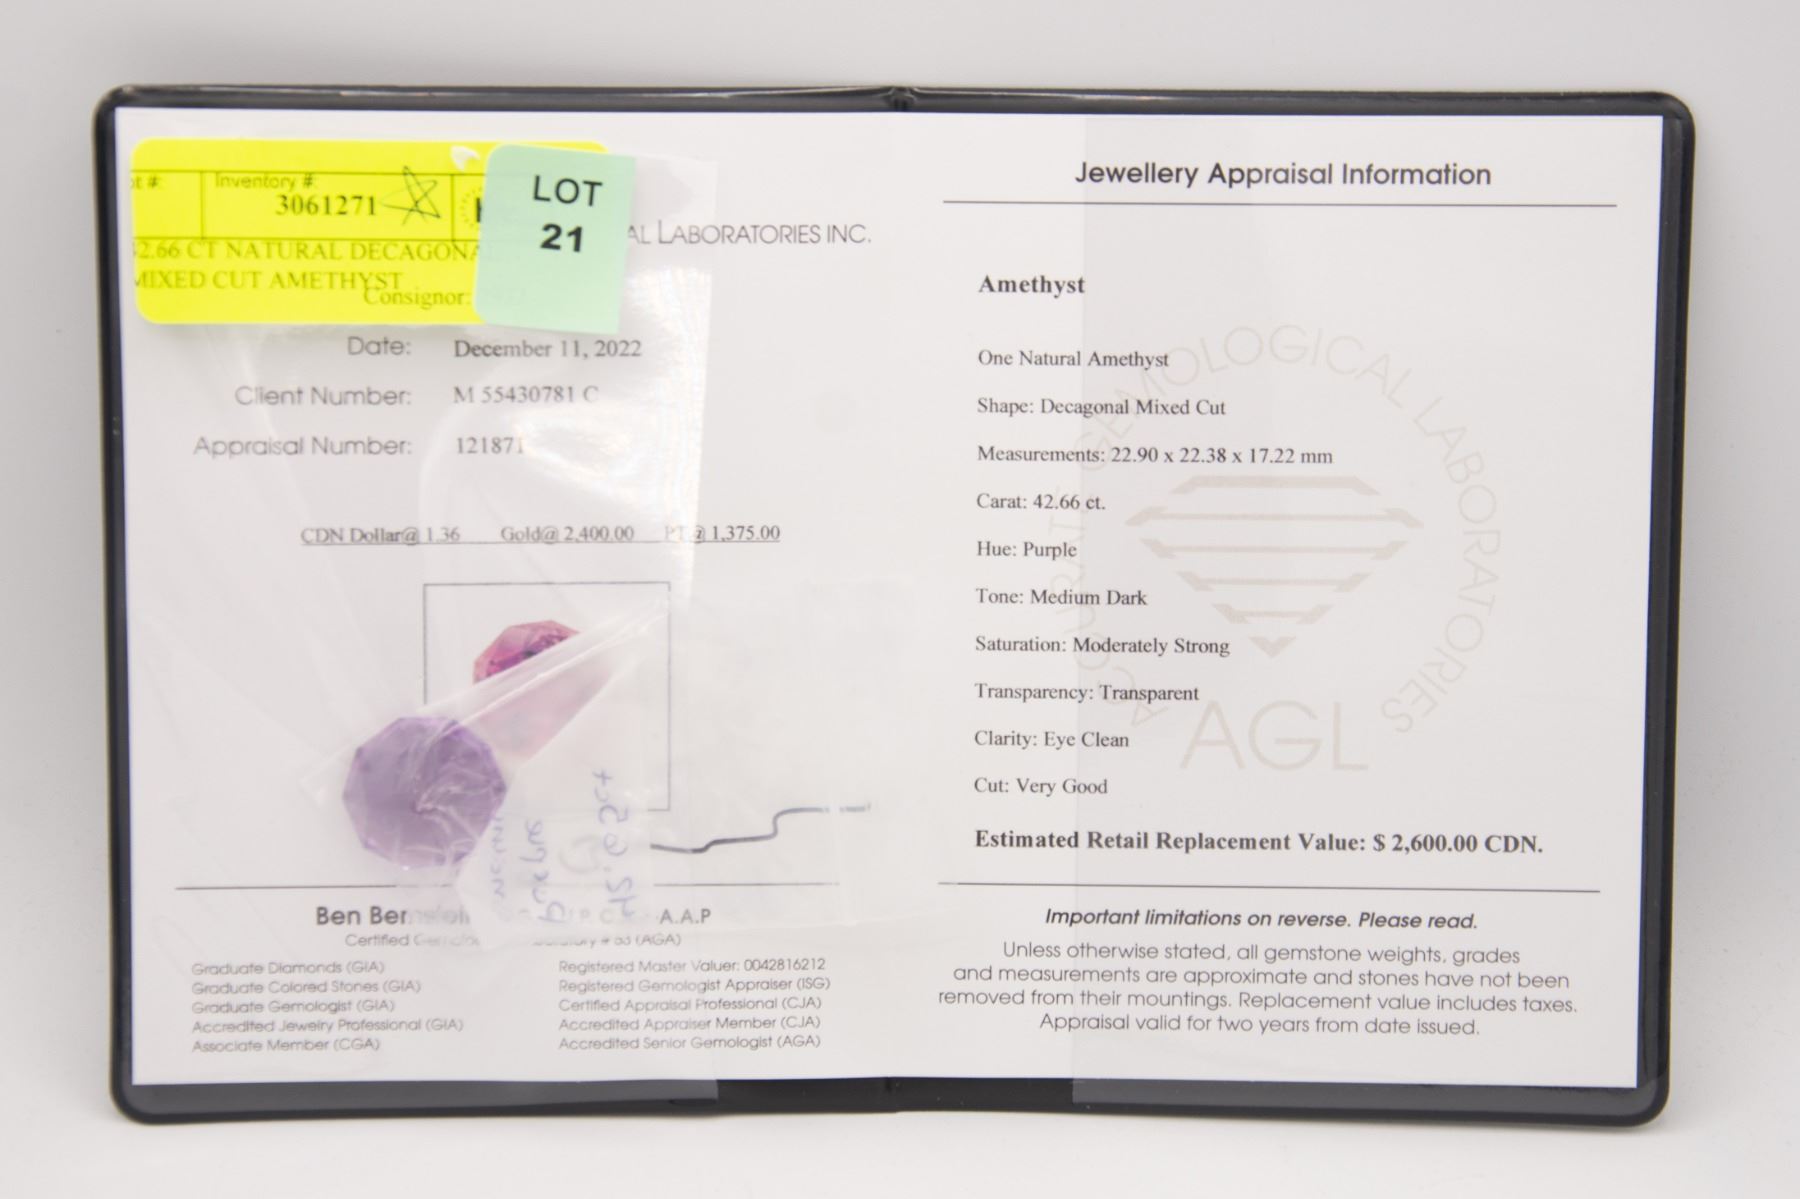 Inventory #:
3061271
LOT
21
2.66 CT NATURAL DECAGONA
MIXED CUT AMETHYST
Consignor:
AL LABORATORIES INC.
Date: December 11, 2022
Client Number: M 55430781 C
Appraisal Number: 121871
CDN Dollar@ 1.36 Gold@ 2,400.00 PT @ 1,375.00
Ben A.A.P
Certified (AGA)
Graduate Diamonds (GIA)
Graduate Colored Stones (GIA)
Graduate Gemologist (GIA)
Accredited Jewelry Professional (GIA)
Associate Member (CGA)
Registered Master Valuer: 0042816212
Registered Gemologist Appraiser (ISG)
Certified Appraisal Professional (CJA)
Accredited Appraiser Member (CJA)
Accredited Senior Gemologist (AGA)
Jewellery Appraisal Information
Amethyst
One Natural Amethyst
Shape: Decagonal Mixed Cut
Measurements: 22.90 x 22.38 x 17.22 mm
Carat: 42.66 ct.
Hue: Purple
Tone: Medium Dark
Saturation: Moderately Strong
Transparency: Transparent
Clarity: Eye Clean
Cut: Very Good
Estimated Retail Replacement Value: $ 2,600.00 CDN.
ACCURATE GEMOLOGICAL LABORATORIES
AGL
Important limitations on reverse. Please read.
Unless otherwise stated, all gemstone weights, grades
and measurements are approximate and stones have not been
removed from their mountings. Replacement value includes taxes.
Appraisal valid for two years from date issued.